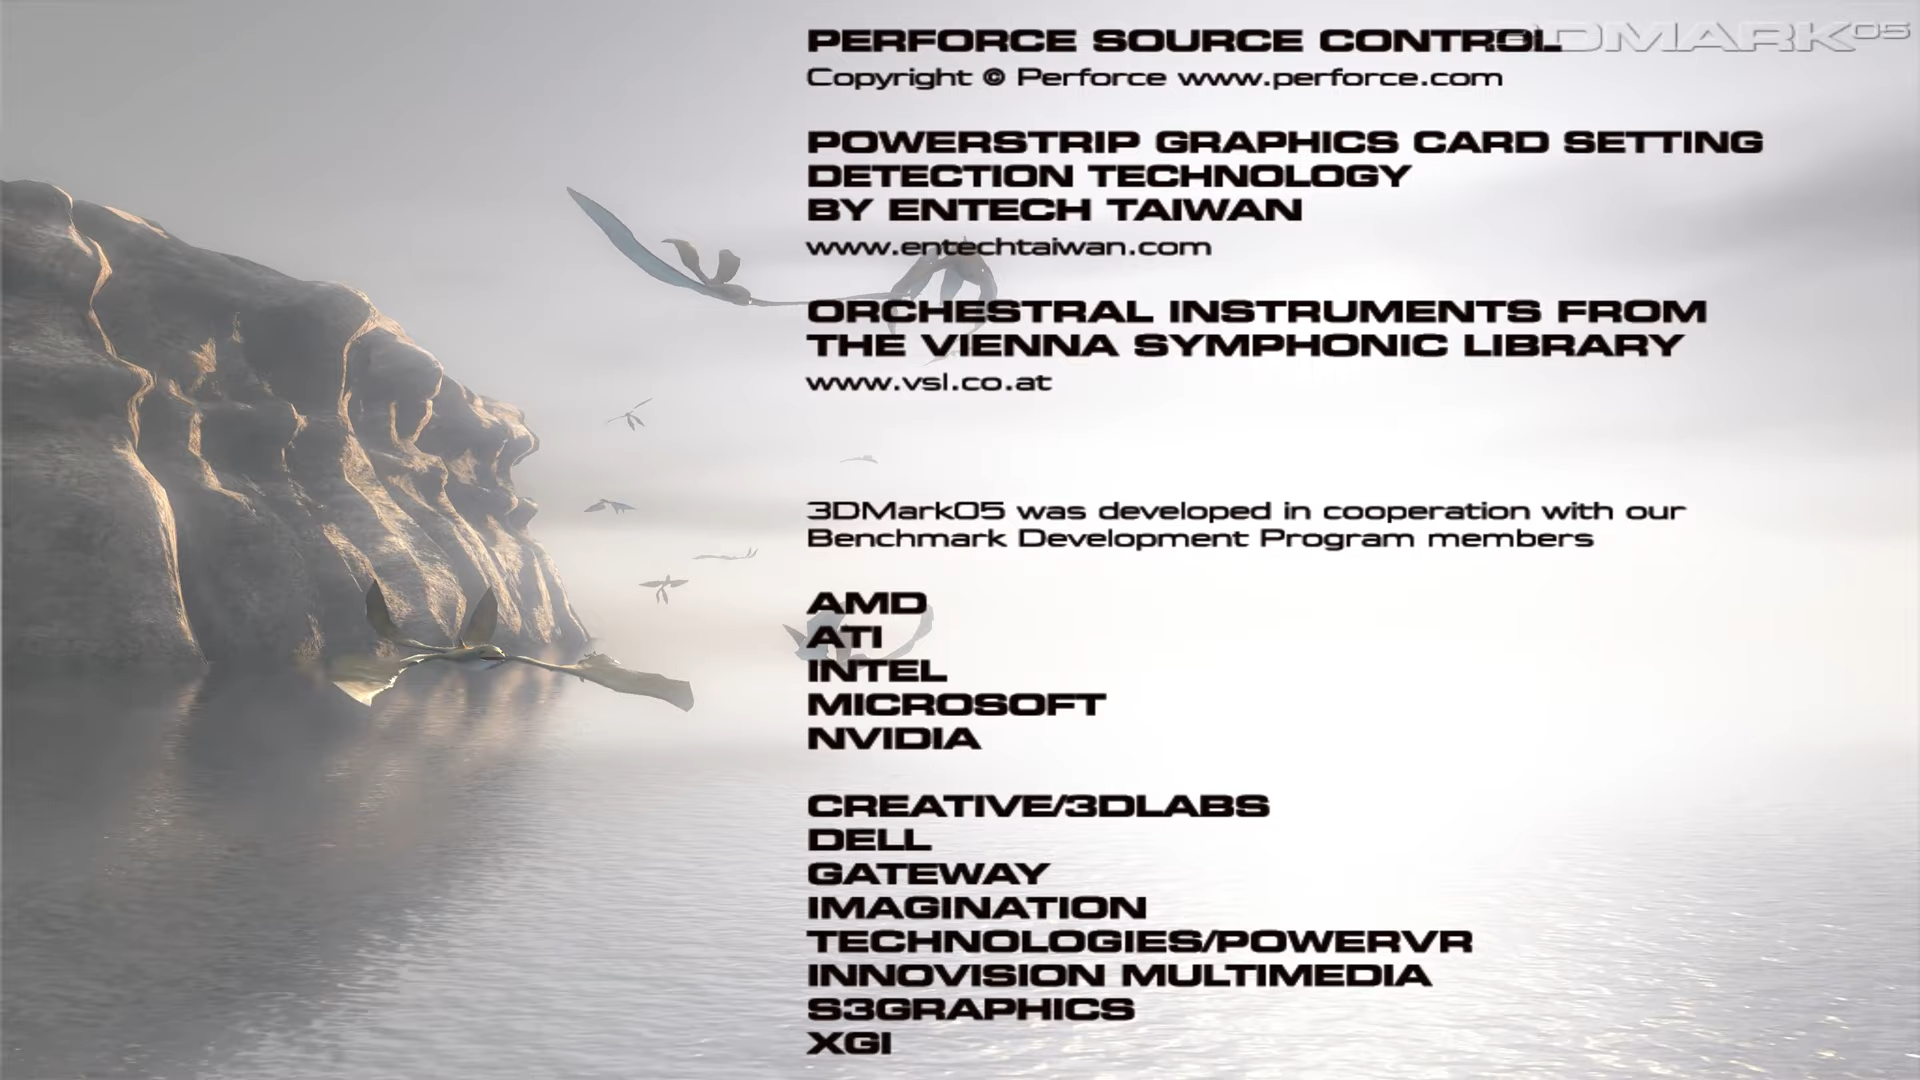 3DMARK05
PERFORCE SOURCE CONTROL
Copyright © Perforce www.perforce.com
POWERSTRIP GRAPHICS CARD SETTING
DETECTION TECHNOLOGY
BY ENTECH TAIWAN
www.entechtaiwan.com
ORCHESTRAL INSTRUMENTS FROM
THE VIENNA SYMPHONIC LIBRARY
www.vsl.co.at
3DMark05 was developed in cooperation with our
Benchmark Development Program members
AMD
ATI
INTEL
MICROSOFT
NVIDIA
CREATIVE/3DLABS
DELL
GATEWAY
IMAGINATION
TECHNOLOGIES/POWERVR
INNOVISION MULTIMEDIA
S3GRAPHICS
XGI